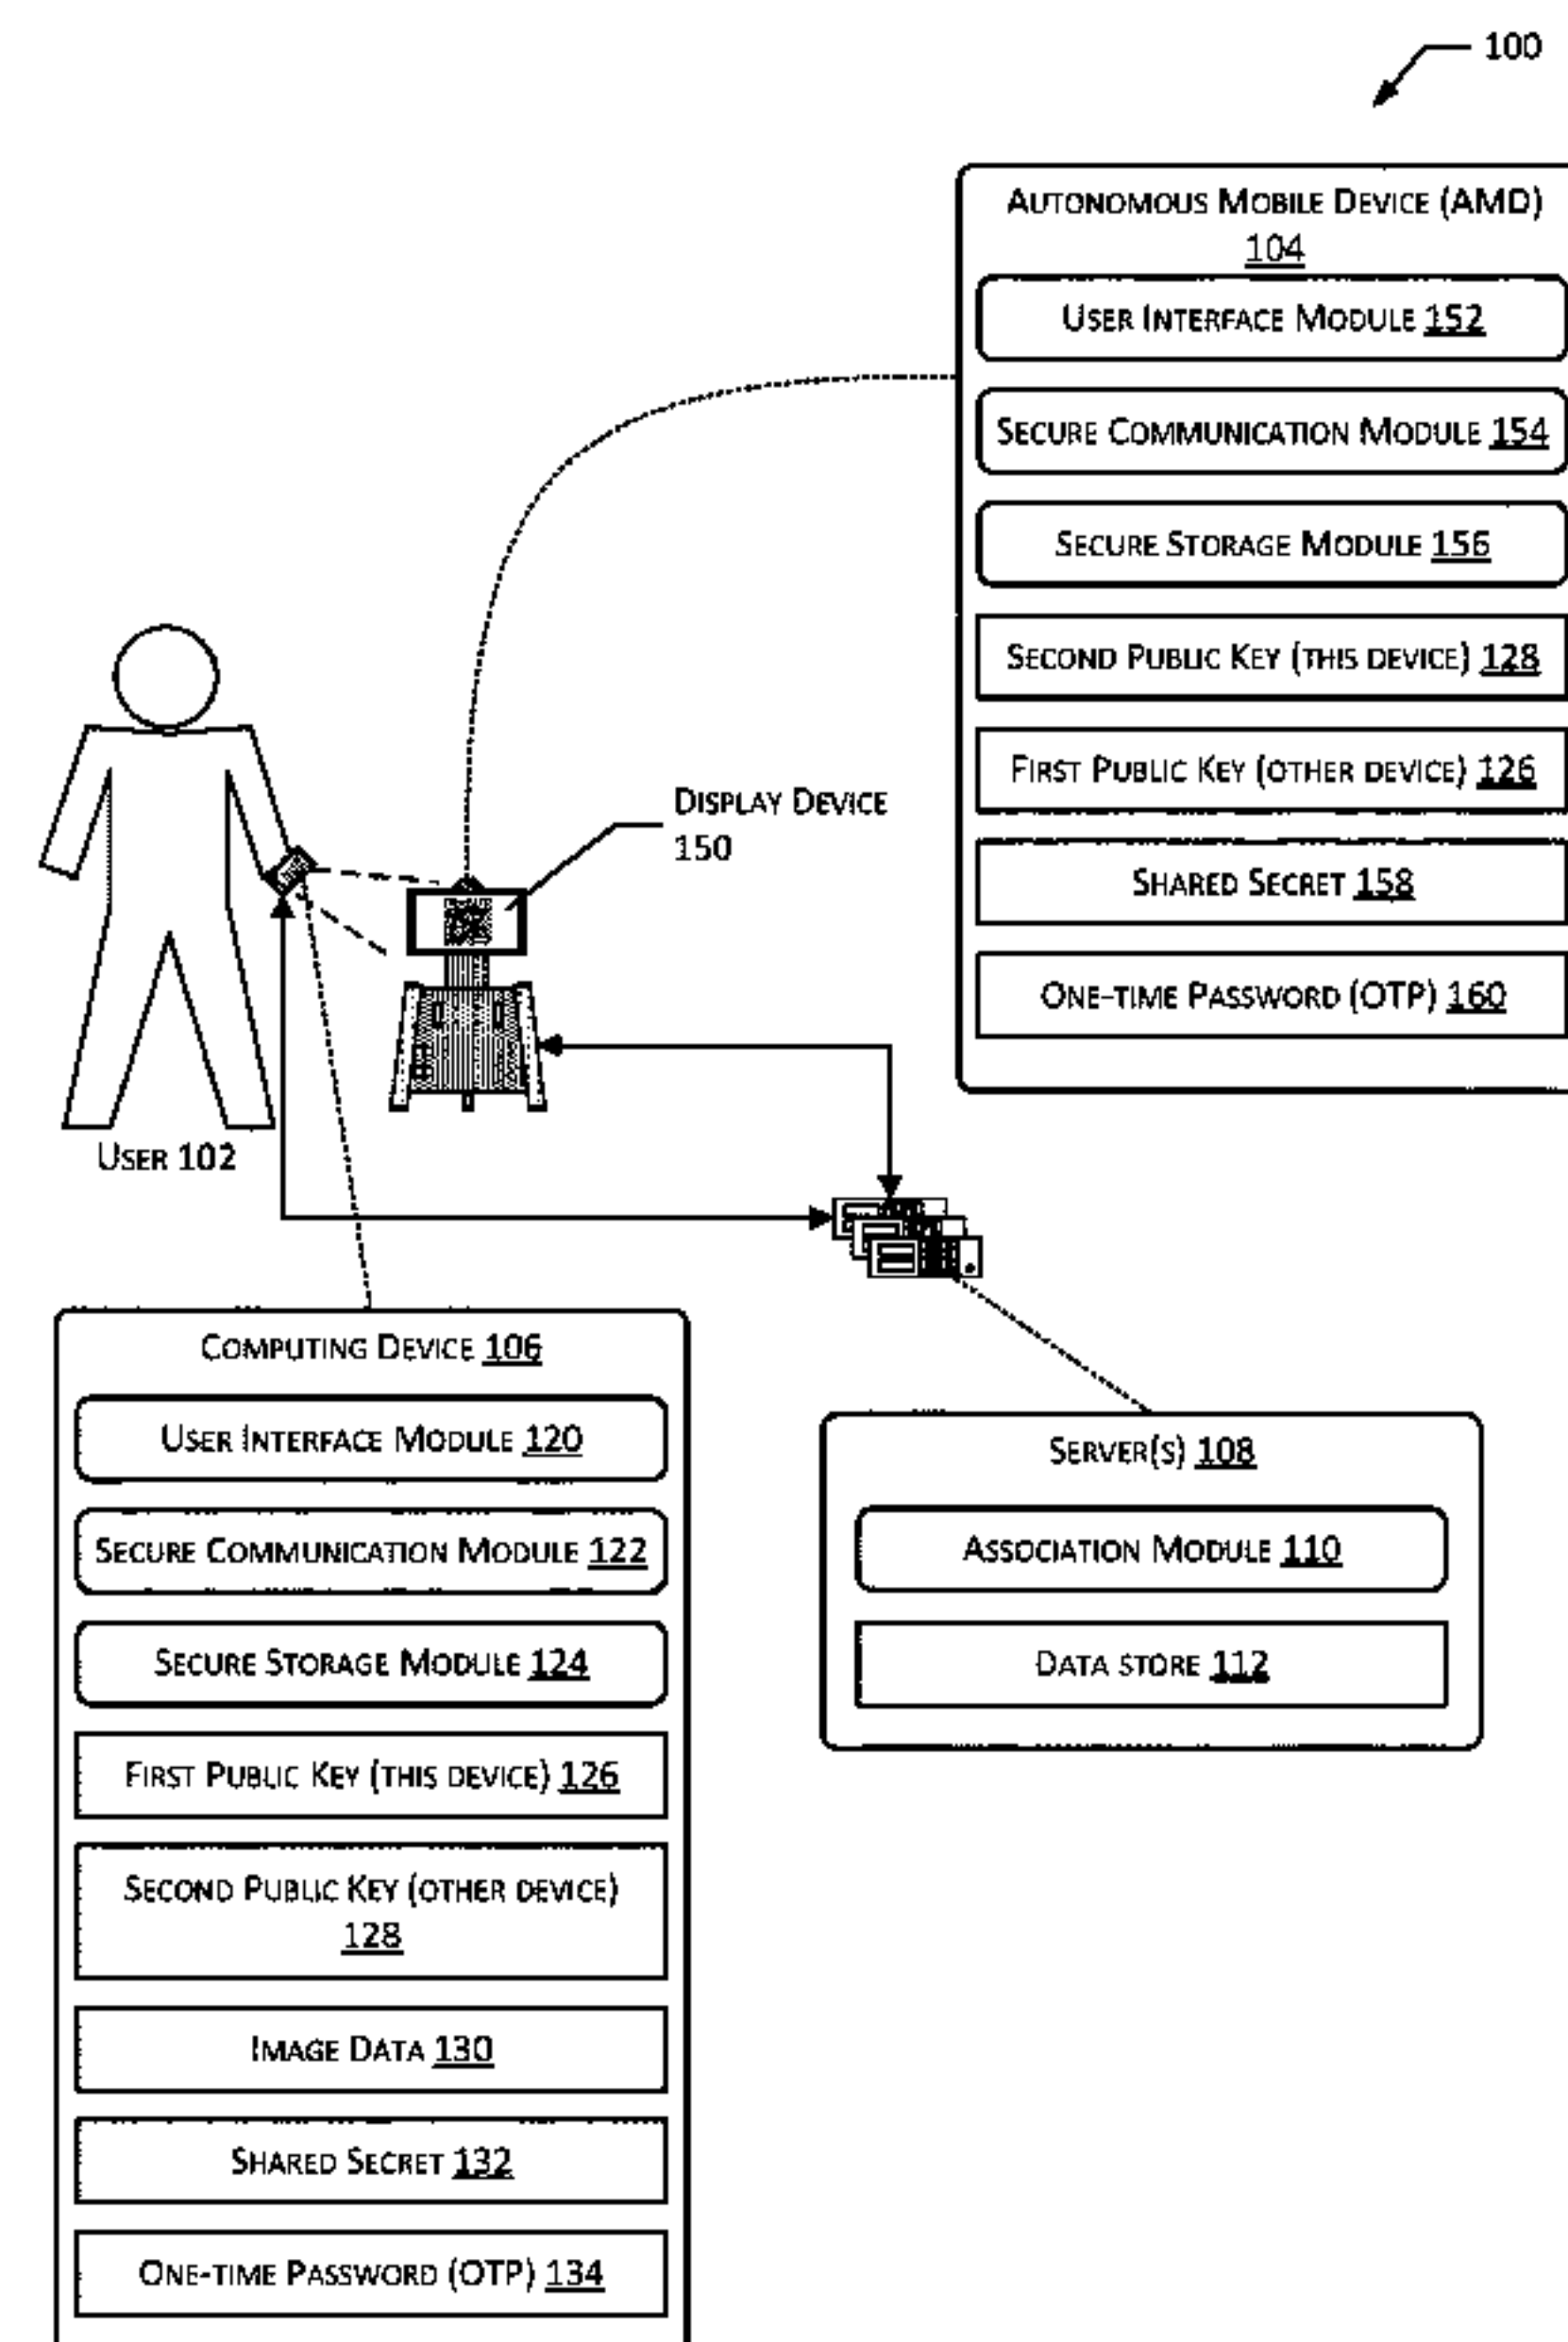 100
AUTONOMOUS MOBILE DEVICE (AMD)
104
USER INTERFACE MODULE 152
SECURE COMMUNICATION MODULE 154
SECURE STORAGE MODULE 156
SECOND PUBLIC KEY (THIS DEVICE) 128
FIRST PUBLIC KEY (OTHER DEVICE) 126
SHARED SECRET 158
ONE-TIME PASSWORD (OTP) 160
DISPLAY DEVICE
150
USER 102
COMPUTING DEVICE 106
USER INTERFACE MODULE 120
SECURE COMMUNICATION MODULE 122
SECURE STORAGE MODULE 124
FIRST PUBLIC KEY (THIS DEVICE) 126
SECOND PUBLIC KEY (OTHER DEVICE)
128
IMAGE DATA 130
SHARED SECRET 132
ONE-TIME PASSWORD (OTP) 134
SERVER(S) 108
ASSOCIATION MODULE 110
DATA STORE 112